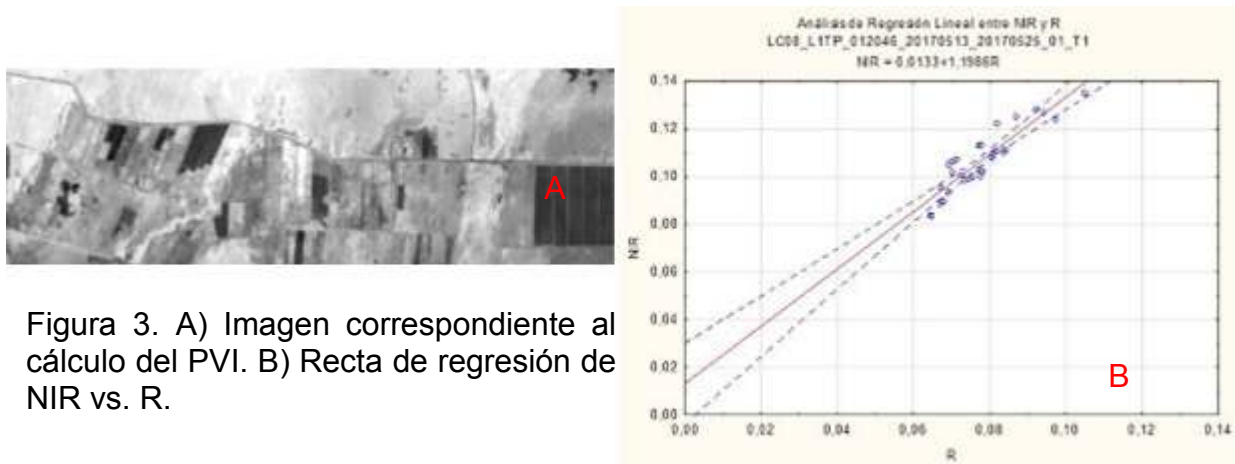 A
Figura 3. A) Imagen correspondiente al
cálculo del PVI. B) Recta de regresión de
NIR vs. R.
Análisis de Regresión Lineal entre NIR y R
LC08_L1TP_012046_20170513_20170525_01_T1
NIR = 0,0133+1,1986R
0,14
0,12
0,10
0,08
0,06
0,04
0,02
0,00
NIR
0,00 0,02 0,04 0,06 0,08 0,10 0,12 0,14
R
B